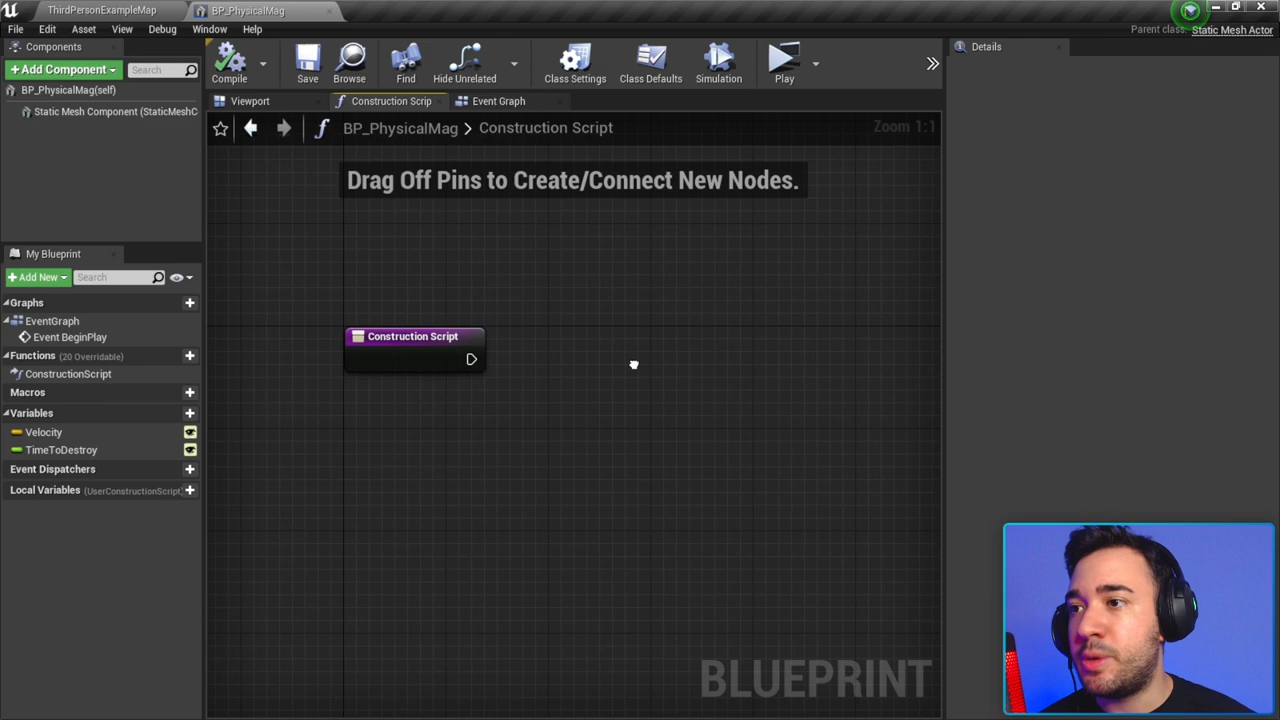 ThirdPersonExampleMap
BP_PhysicalMag
File Edit Asset View Debug Window Help
Parent class: Static Mesh Actor
Components
Details
+Add Component
Search
Compile
Save
Browse
Find
Hide Unrelated
Class Settings
Class Defaults
Simulation
Play
BP_PhysicalMag(self)
Static Mesh Component (StaticMeshC
Viewport
Construction Scrip
Event Graph
BP_PhysicalMag > Construction Script
Zoom 1:1
Drag Off Pins to Create/Connect New Nodes.
My Blueprint
+Add New
Search
Graphs
EventGraph
Event BeginPlay
Functions (20 Overridable)
ConstructionScript
Macros
Variables
Velocity
TimeToDestroy
Event Dispatchers
Local Variables (UserConstructionScript)
Construction Script
BLUEPRINT